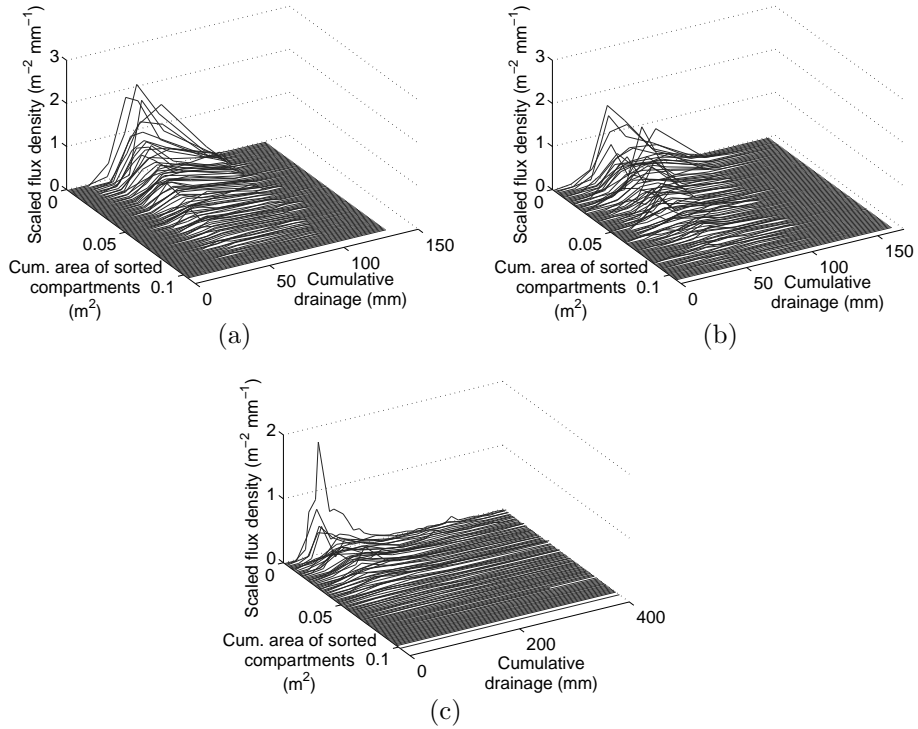 Scaled flux density (m−2 mm−1)
3
2
1
0
0
0.05
0.1
Cum. area of sorted
compartments
(m2)
0
50
100
150
Cumulative
drainage (mm)
(a)
Scaled flux density (m−2 mm−1)
3
2
1
0
0
0.05
0.1
Cum. area of sorted
compartments
(m2)
0
50
100
150
Cumulative
drainage (mm)
(b)
Scaled flux density (m−2 mm−1)
2
1
0
0
0.05
0.1
Cum. area of sorted
compartments
(m2)
0
200
400
Cumulative
drainage (mm)
(c)